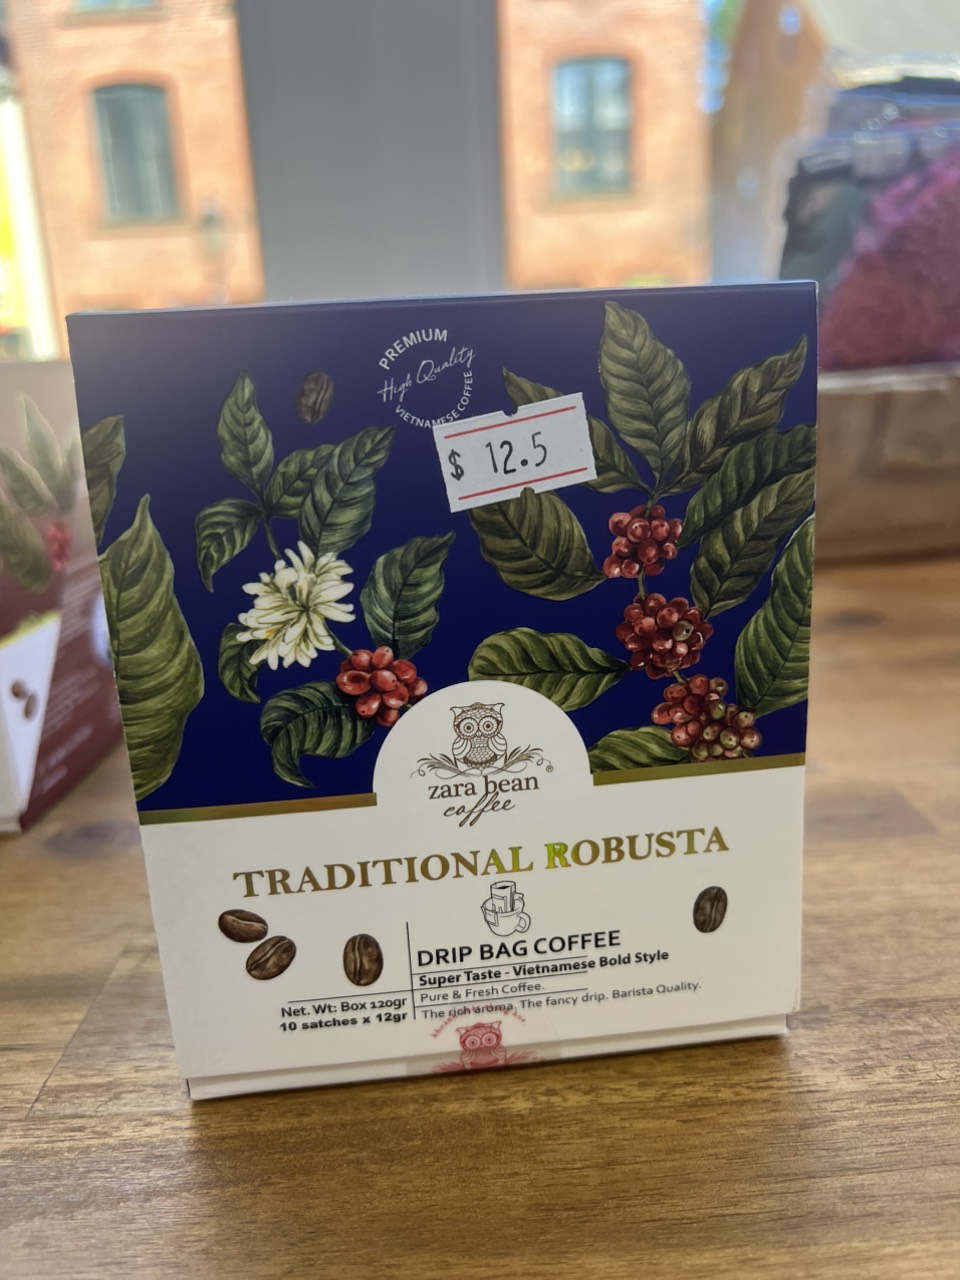 PREMIUM
High Quality
VIETNAMESE COFFEE
$ 12.5
zara bean ®
coffee
TRADITIONAL ROBUSTA
DRIP BAG COFFEE
Super Taste - Vietnamese Bold Style
Pure & Fresh Coffee.
The rich aroma. The fancy drip. Barista Quality.
Net. Wt: Box 120gr
10 satches x 12gr